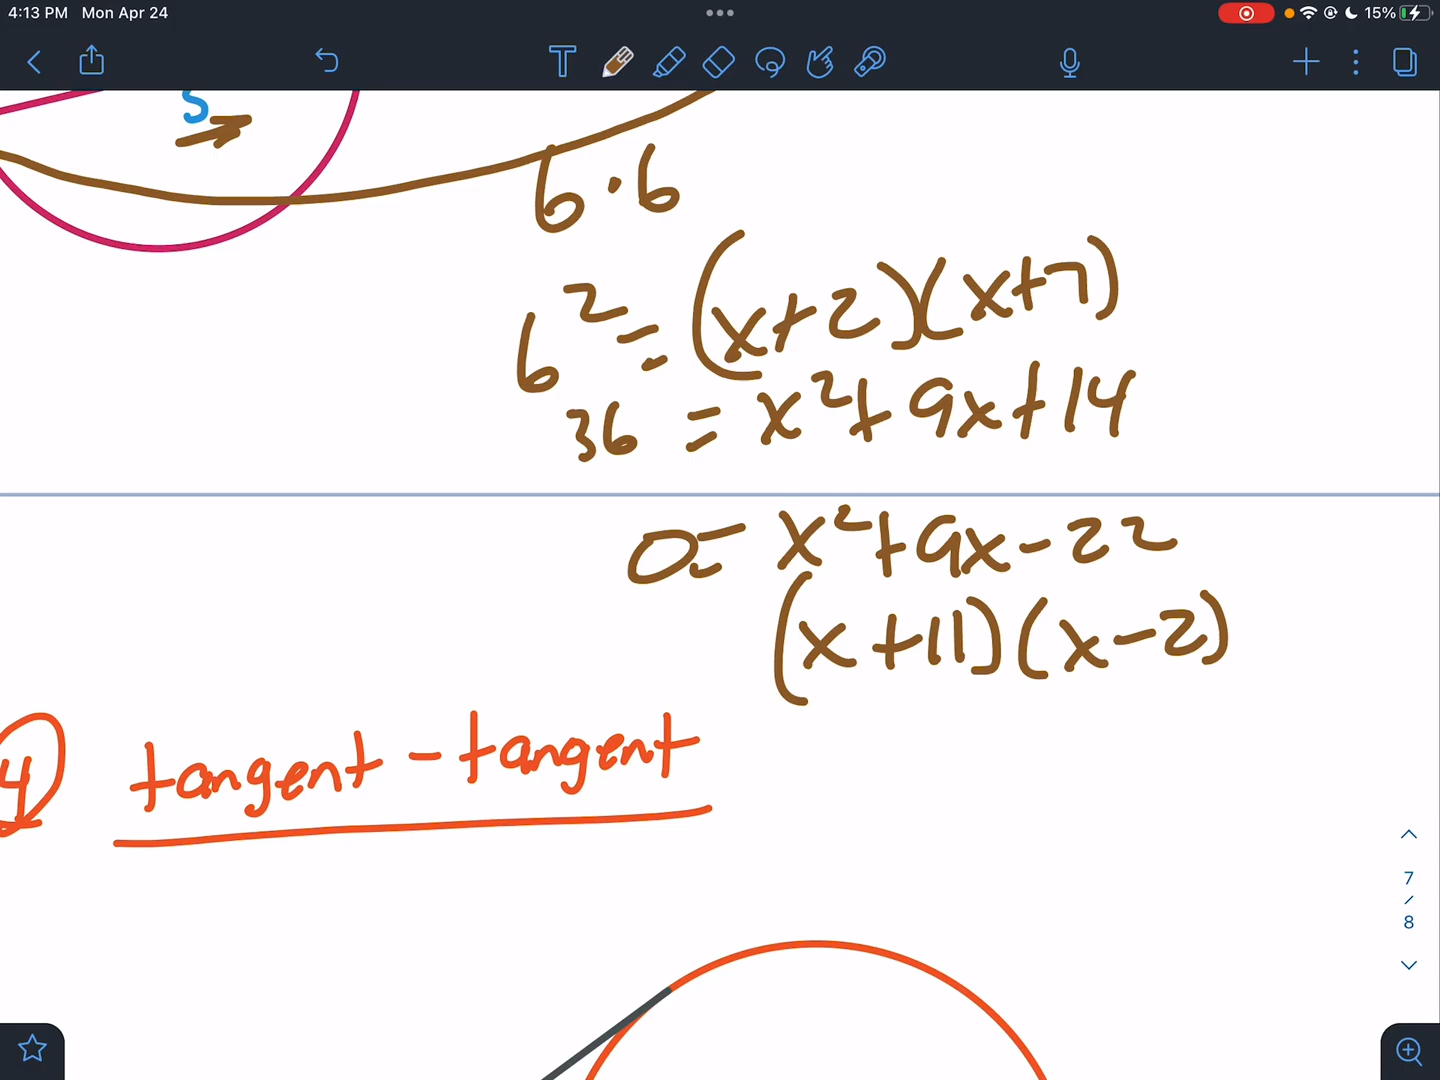 4:13 PM Mon Apr 24
15%
T
S
6·6
6² = (x+2)(x+7)
36 = x²+9x+14
0= x²+9x-22
(x+11)(x-2)
4 tangent - tangent
7
/
8